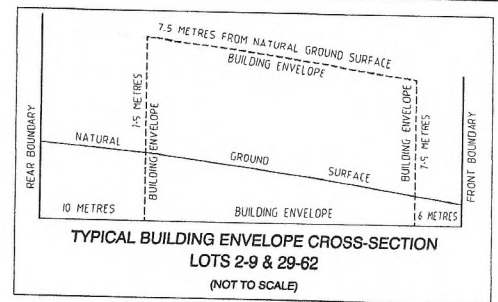 7·5 METRES FROM NATURAL GROUND SURFACE
BUILDING ENVELOPE
REAR BOUNDARY
7·5 METRES
BUILDING ENVELOPE
BUILDING ENVELOPE
7·5 METRES
FRONT BOUNDARY
NATURAL GROUND SURFACE
10 METRES
BUILDING ENVELOPE
6 METRES
TYPICAL BUILDING ENVELOPE CROSS-SECTION
LOTS 2-9 & 29-62
(NOT TO SCALE)